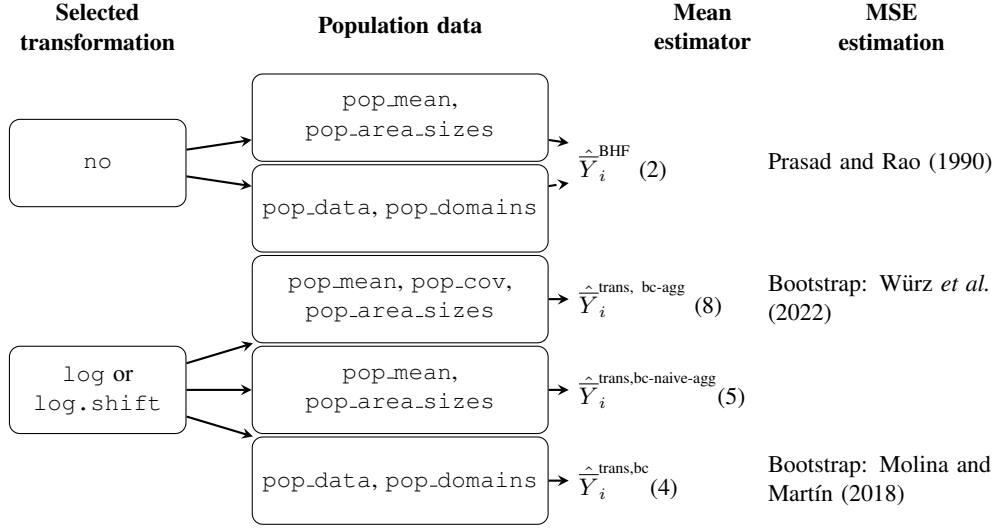 Selected transformation
Population data
Mean estimator
MSE estimation
no
pop_mean,
pop_area_sizes
pop_data, pop_domains
Ŷ̅_i^BHF (2)
Prasad and Rao (1990)
log or
log.shift
pop_mean, pop_cov,
pop_area_sizes
Ŷ̅_i^trans, bc-agg (8)
Bootstrap: Würz et al.
(2022)
pop_mean,
pop_area_sizes
Ŷ̅_i^trans,bc-naive-agg (5)
pop_data, pop_domains
Ŷ̅_i^trans,bc (4)
Bootstrap: Molina and
Martín (2018)